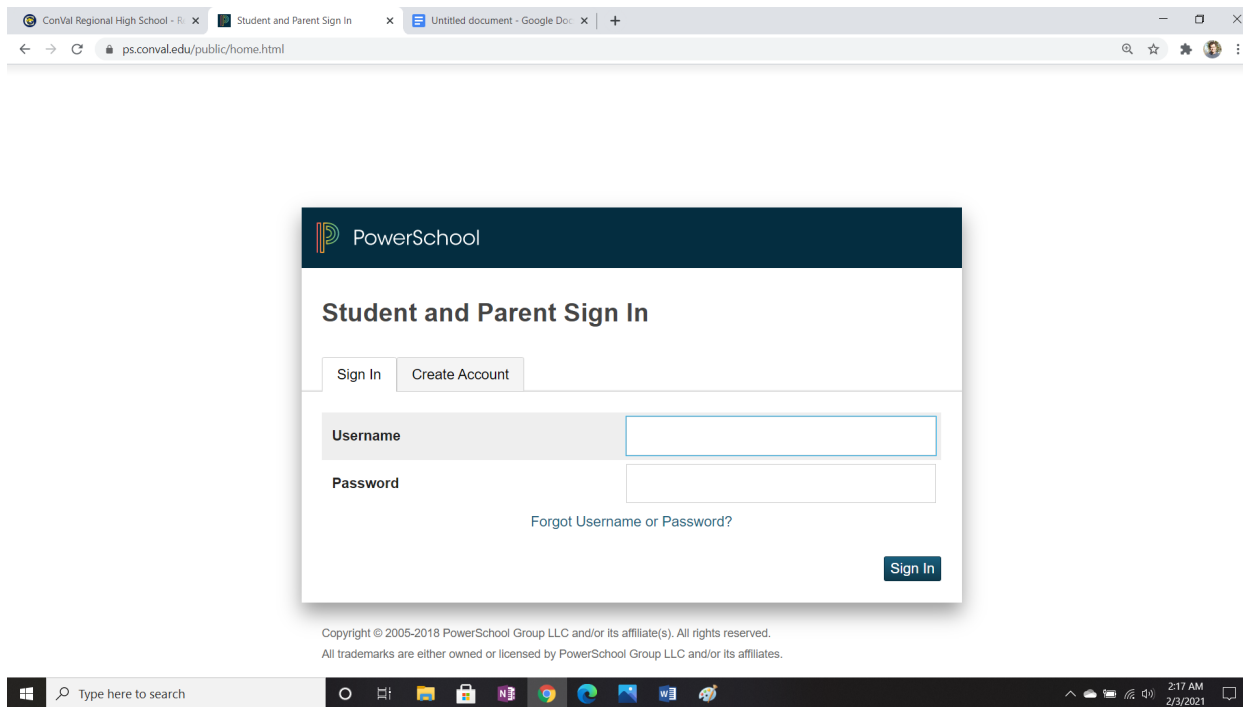 ConVal Regional High School - R
Student and Parent Sign In
Untitled document - Google Doc
ps.conval.edu/public/home.html
PowerSchool
Student and Parent Sign In
Sign In
Create Account
Username
Password
Forgot Username or Password?
Sign In
Copyright © 2005-2018 PowerSchool Group LLC and/or its affiliate(s). All rights reserved.
All trademarks are either owned or licensed by PowerSchool Group LLC and/or its affiliates.
Type here to search
2:17 AM
2/3/2021